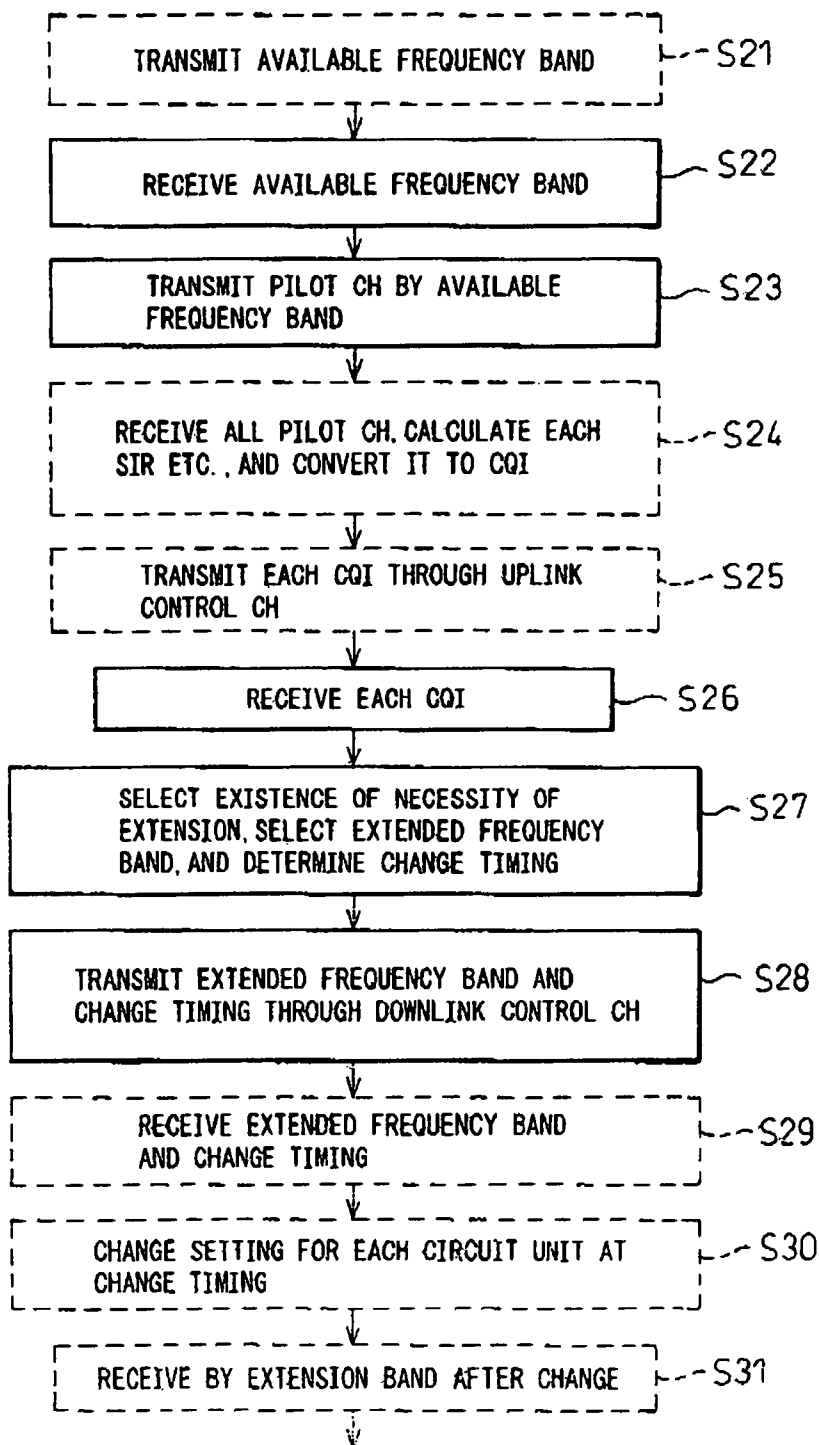 TRANSMIT AVAILABLE FREQUENCY BAND
S21
RECEIVE AVAILABLE FREQUENCY BAND
S22
TRANSMIT PILOT CH BY AVAILABLE
FREQUENCY BAND
S23
RECEIVE ALL PILOT CH, CALCULATE EACH
SIR ETC., AND CONVERT IT TO CQI
S24
TRANSMIT EACH CQI THROUGH UPLINK
CONTROL CH
S25
RECEIVE EACH CQI
S26
SELECT EXISTENCE OF NECESSITY OF
EXTENSION, SELECT EXTENDED FREQUENCY
BAND, AND DETERMINE CHANGE TIMING
S27
TRANSMIT EXTENDED FREQUENCY BAND AND
CHANGE TIMING THROUGH DOWNLINK CONTROL CH
S28
RECEIVE EXTENDED FREQUENCY BAND
AND CHANGE TIMING
S29
CHANGE SETTING FOR EACH CIRCUIT UNIT AT
CHANGE TIMING
S30
RECEIVE BY EXTENSION BAND AFTER CHANGE
S31